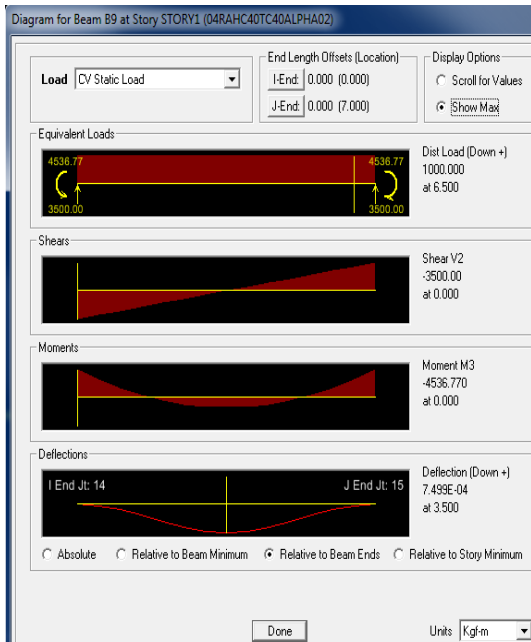 Diagram for Beam B9 at Story STORY1 (04RAHC40TC40ALPHA02)
Load CV Static Load
End Length Offsets (Location)
I-End: 0.000 (0.000)
J-End: 0.000 (7.000)
Display Options
Scroll for Values
Show Max
Equivalent Loads
4536.77 4536.77
3500.00 3500.00
Dist Load (Down +)
1000.000
at 6.500
Shears
Shear V2
-3500.00
at 0.000
Moments
Moment M3
-4536.770
at 0.000
Deflections
I End Jt: 14 J End Jt: 15
Deflection (Down +)
7.499E-04
at 3.500
Absolute Relative to Beam Minimum Relative to Beam Ends Relative to Story Minimum
Done Units Kgf-m